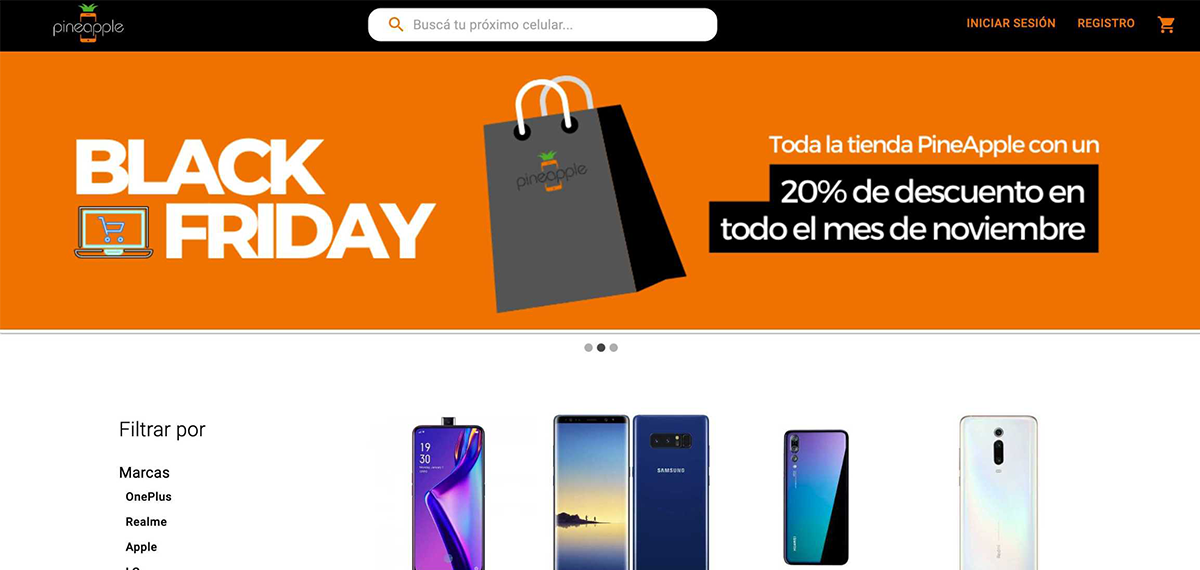 pineapple
Buscá tu próximo celular...
INICIAR SESIÓN
REGISTRO
BLACK
FRIDAY
pineapple
Toda la tienda PineApple con un
20% de descuento en
todo el mes de noviembre
Filtrar por
Marcas
OnePlus
Realme
Apple
19
30
SAMSUNG
HUAWEI
Redmi